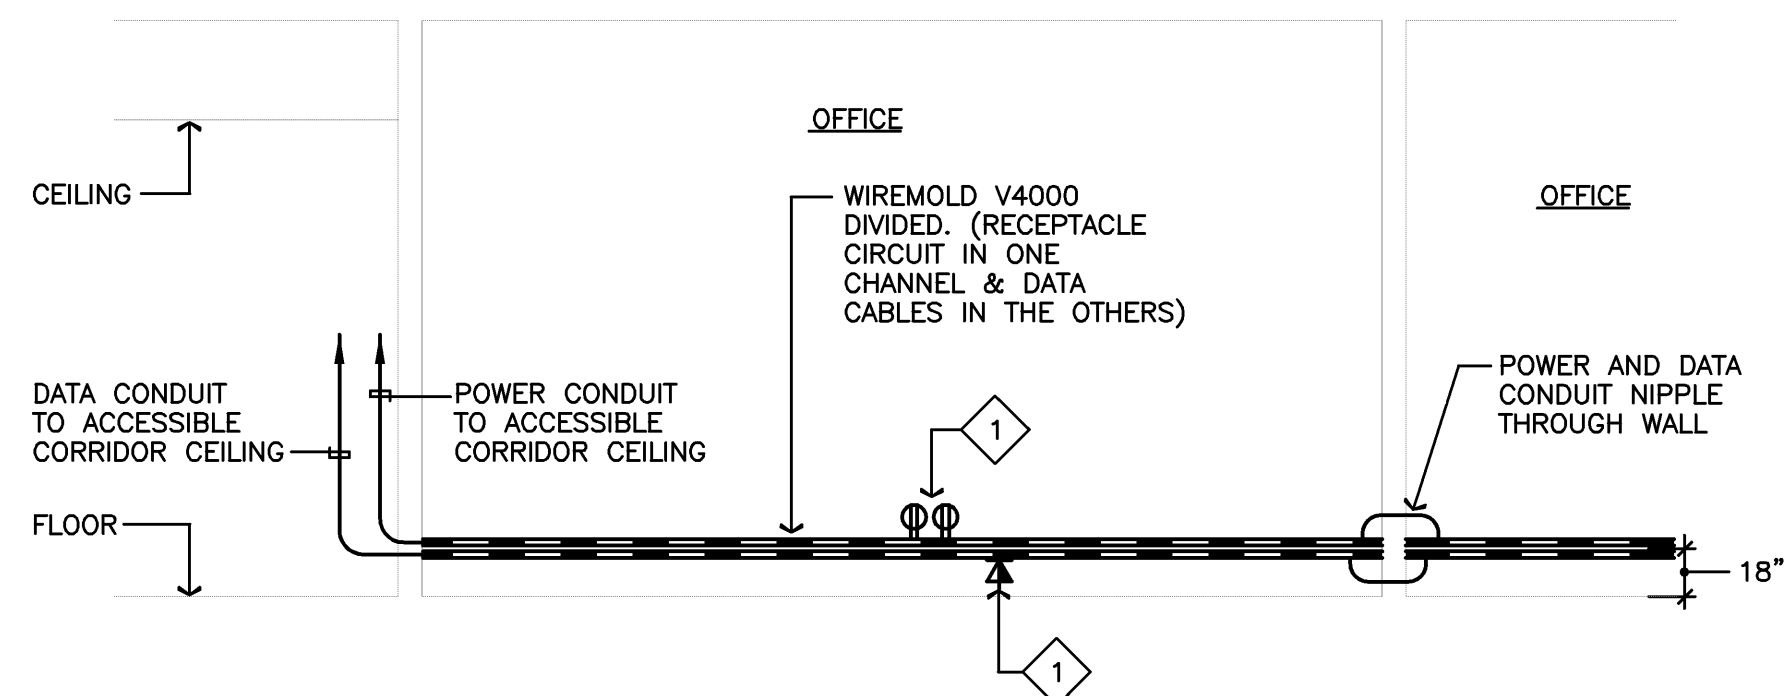 OFFICE
CEILING
WIREMOLD V4000
DIVIDED. (RECEPTACLE
CIRCUIT IN ONE
CHANNEL & DATA
CABLES IN THE OTHERS)
OFFICE
DATA CONDUIT
TO ACCESSIBLE
CORRIDOR CEILING
POWER CONDUIT
TO ACCESSIBLE
CORRIDOR CEILING
POWER AND DATA
CONDUIT NIPPLE
THROUGH WALL
1
FLOOR
18"
1